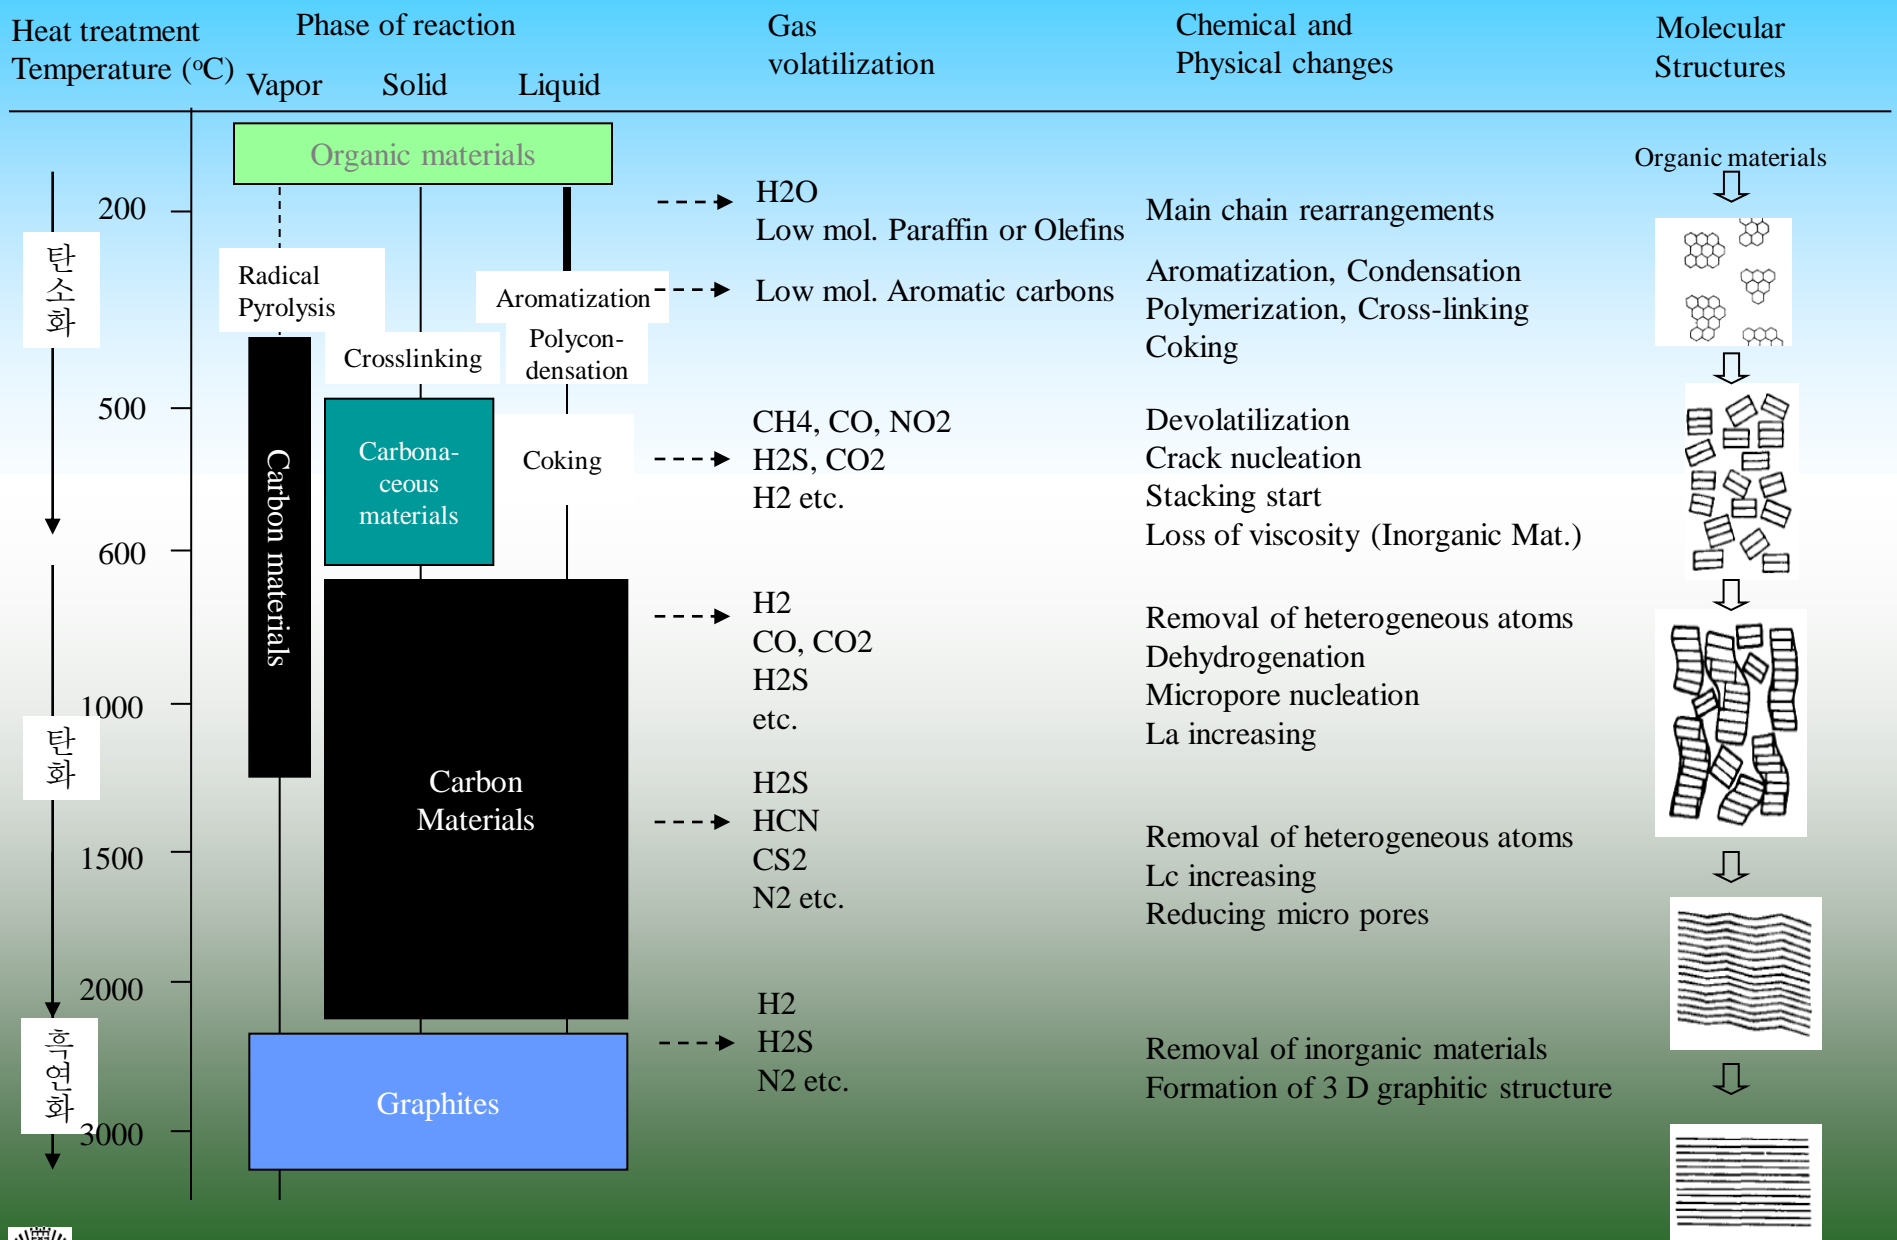 Heat treatment
Temperature (oC)
Phase of reaction
Vapor
Solid
Liquid
Gas
volatilization
Chemical and
Physical changes
Molecular
Structures
탄소화
탄화
흑연화
200
500
600
1000
1500
2000
3000
Organic materials
Radical
Pyrolysis
Aromatization
Crosslinking
Polycon-
densation
Carbon materials
Carbona-
ceous
materials
Coking
Carbon
Materials
Graphites
H2O
Low mol. Paraffin or Olefins
Low mol. Aromatic carbons
CH4, CO, NO2
H2S, CO2
H2 etc.
H2
CO, CO2
H2S
etc.
H2S
HCN
CS2
N2 etc.
H2
H2S
N2 etc.
Main chain rearrangements
Aromatization, Condensation
Polymerization, Cross-linking
Coking
Devolatilization
Crack nucleation
Stacking start
Loss of viscosity (Inorganic Mat.)
Removal of heterogeneous atoms
Dehydrogenation
Micropore nucleation
La increasing
Removal of heterogeneous atoms
Lc increasing
Reducing micro pores
Removal of inorganic materials
Formation of 3 D graphitic structure
Organic materials